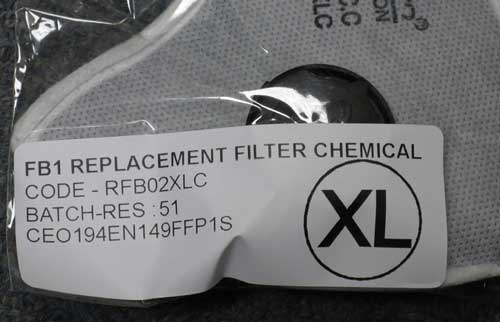 FB1 REPLACEMENT FILTER CHEMICAL
CODE - RFB02XLC
BATCH-RES :51
CEO194EN149FFP1S
XL